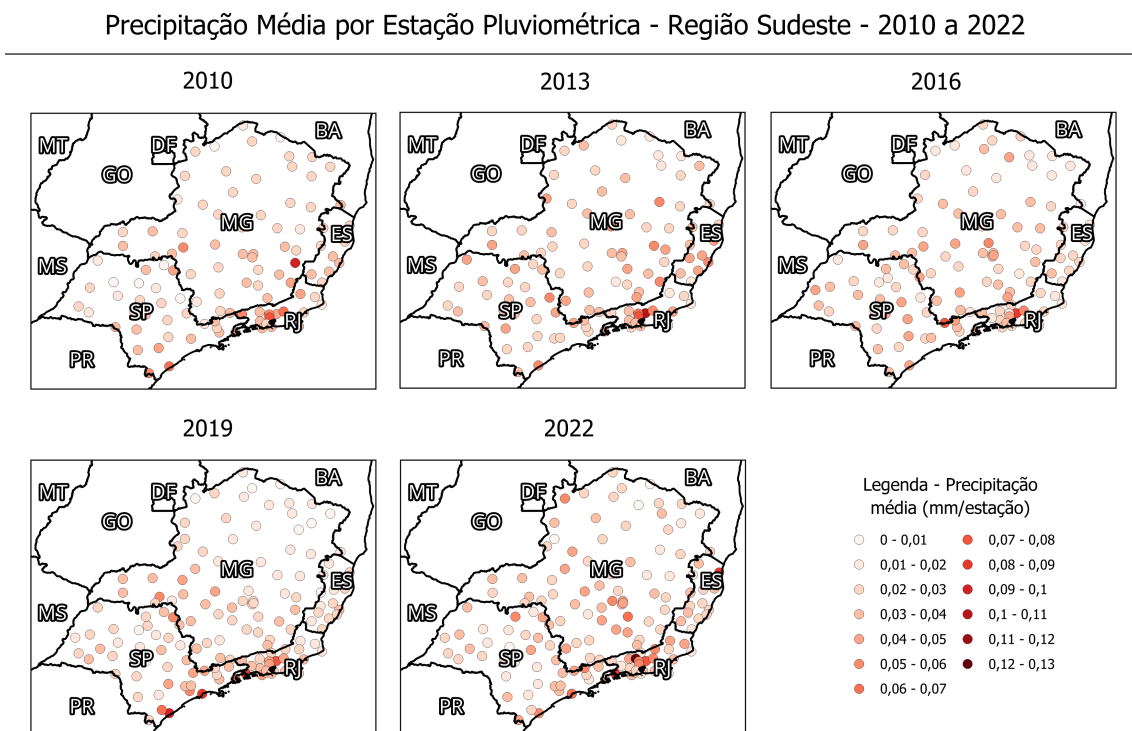 Precipitação Média por Estação Pluviométrica - Região Sudeste - 2010 a 2022
2010
MT
DF
BA
GO
MG
ES
MS
SP
RJ
PR
2013
MT
DF
BA
GO
MG
ES
MS
SP
RJ
PR
2016
MT
DF
BA
GO
MG
ES
MS
SP
RJ
PR
2019
MT
DF
BA
GO
MG
ES
MS
SP
RJ
PR
2022
MT
DF
BA
GO
MG
ES
MS
SP
RJ
PR
Legenda - Precipitação
média (mm/estação)
0 - 0,01
0,01 - 0,02
0,02 - 0,03
0,03 - 0,04
0,04 - 0,05
0,05 - 0,06
0,06 - 0,07
0,07 - 0,08
0,08 - 0,09
0,09 - 0,1
0,1 - 0,11
0,11 - 0,12
0,12 - 0,13